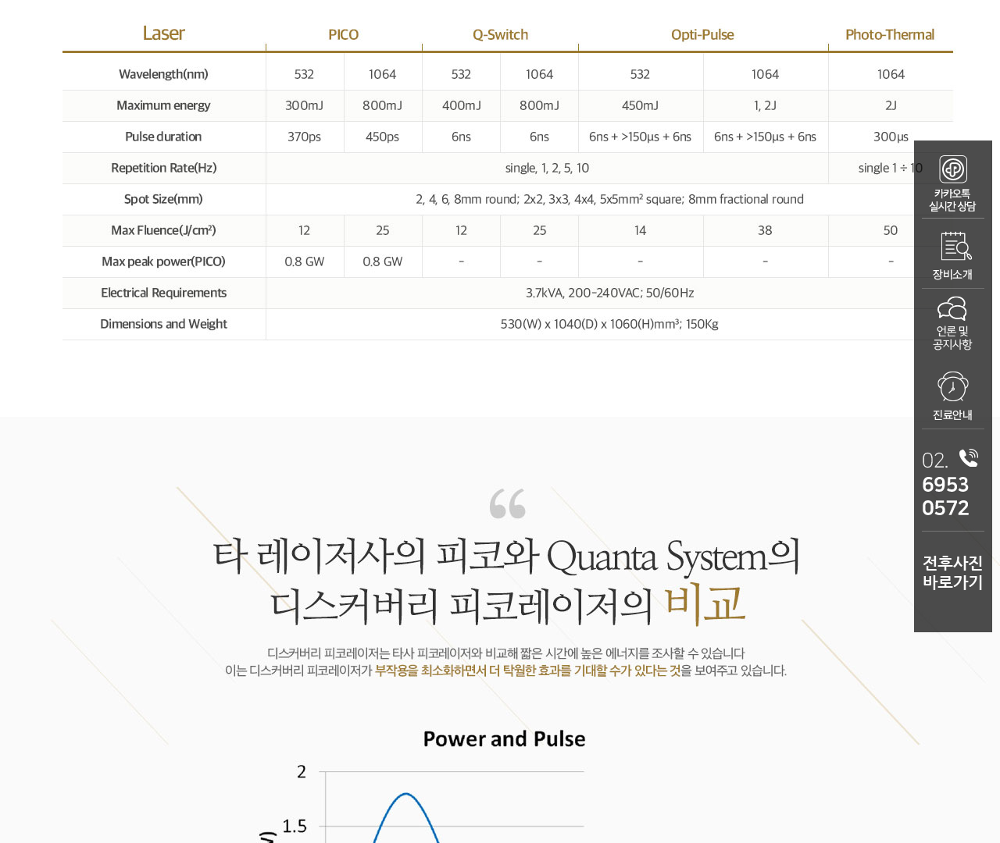 Laser PICO Q-Switch Opti-Pulse Photo-Thermal
Wavelength(nm) 532 1064 532 1064 532 1064 1064
Maximum energy 300mJ 800mJ 400mJ 800mJ 450mJ 1, 2J 2J
Pulse duration 370ps 450ps 6ns 6ns 6ns + >150µs + 6ns 6ns + >150µs + 6ns 300µs
Repetition Rate(Hz) single, 1, 2, 5, 10 single 1 ÷ 10
Spot Size(mm) 2, 4, 6, 8mm round; 2x2, 3x3, 4x4, 5x5mm² square; 8mm fractional round
Max Fluence(J/cm²) 12 25 12 25 14 38 50
Max peak power(PICO) 0.8 GW 0.8 GW - - - - -
Electrical Requirements 3.7kVA, 200-240VAC; 50/60Hz
Dimensions and Weight 530(W) x 1040(D) x 1060(H)mm³; 150Kg
카카오톡
실시간 상담
장비소개
언론 및
공지사항
진료안내
02.
6953
0572
전후사진
바로가기
“
타 레이저사의 피코와 Quanta System의
디스커버리 피코레이저의 비교
디스커버리 피코레이저는 타사 피코레이저와 비교해 짧은 시간에 높은 에너지를 조사할 수 있습니다
이는 디스커버리 피코레이저가 부작용을 최소화하면서 더 탁월한 효과를 기대할 수가 있다는 것을 보여주고 있습니다.
Power and Pulse
2
1.5